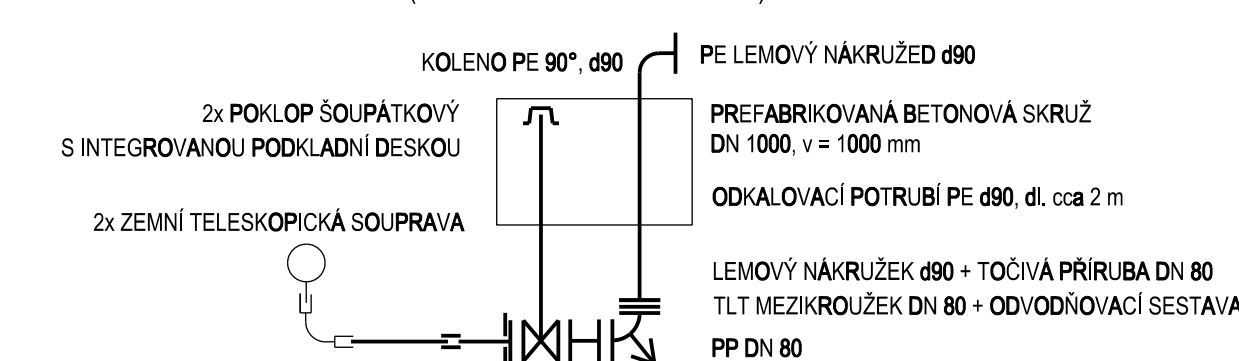 KOLENO PE 90°, d90
PE LEMOVÝ NÁKRUŽED d90
2x POKLOP ŠOUPÁTKOVÝ
S INTEGROVANOU PODKLADNÍ DESKOU
PREFABRIKOVANÁ BETONOVÁ SKRUŽ
DN 1000, v = 1000 mm
ODKALOVACÍ POTRUBÍ PE d90, dl. cca 2 m
2x ZEMNÍ TELESKOPICKÁ SOUPRAVA
LEMOVÝ NÁKRUŽEK d90 + TOČIVÁ PŘÍRUBA DN 80
TLT MEZIKROUŽEK DN 80 + ODVODŇOVACÍ SESTAVA
PP DN 80